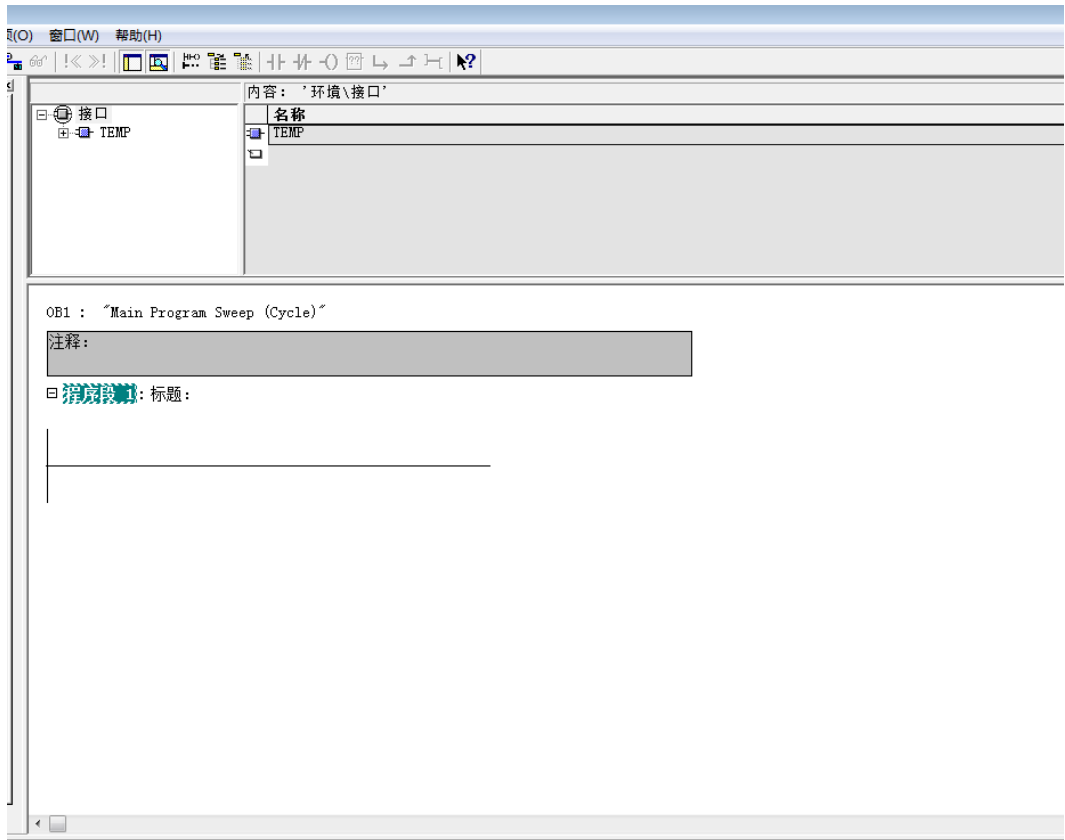 项(O) 窗口(W) 帮助(H)
内容: '环境\接口'
接口
名称
TEMP
TEMP
OB1 : "Main Program Sweep (Cycle)"
注释:
程序段 1: 标题: